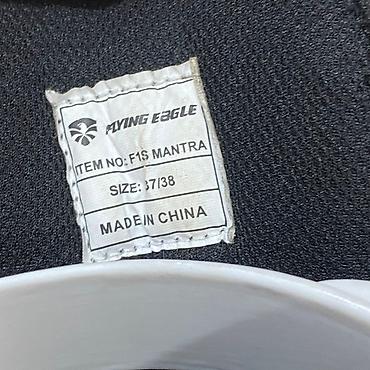 FLYING EAGLE
ITEM NO: F1S MANTRA
SIZE: 37/38
MADE IN CHINA